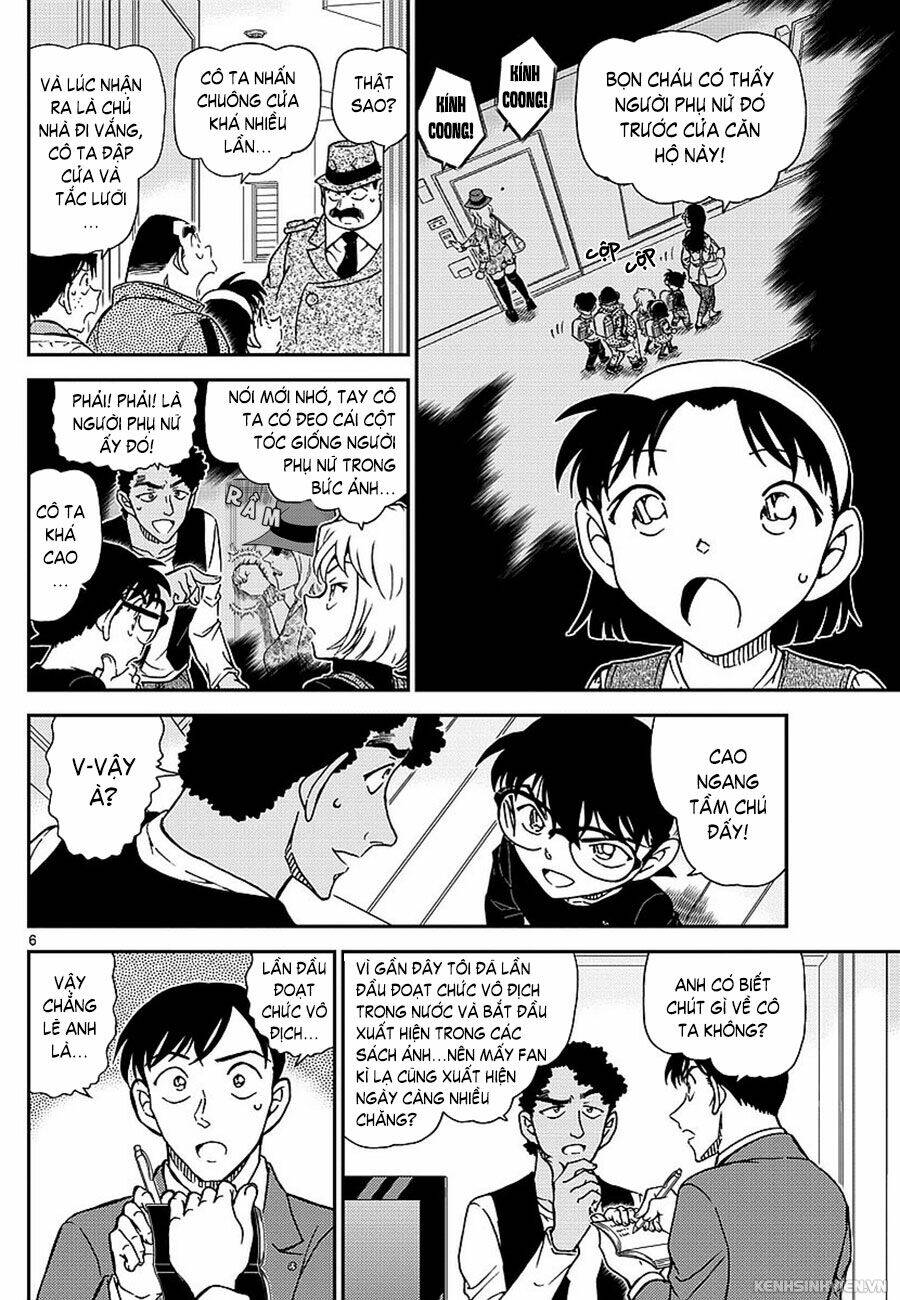 BỌN CHÁU CÓ THẤY
NGƯỜI PHỤ NỮ ĐÓ
TRƯỚC CỬA CĂN
HỘ NÀY!
KÍNH
COONG!
KÍNH
COONG!
CỘP
CỘP
THẬT
SAO?
CÔ TA NHẤN
CHUÔNG CỬA
KHÁ NHIỀU
LẦN...
VÀ LÚC NHẬN
RA LÀ CHỦ
NHÀ ĐI VẮNG,
CÔ TA ĐẬP
CỬA VÀ
TẮC LƯỠI
...
NÓI MỚI NHỚ, TAY CÔ
TA CÓ ĐEO CÁI CỘT
TÓC GIỐNG NGƯỜI
PHỤ NỮ TRONG
BỨC ẢNH...
RẦM
PHẢI! PHẢI! LÀ
NGƯỜI PHỤ NỮ
ẤY ĐÓ!
CÔ TA
KHÁ
CAO
...
CAO
NGANG
TẦM CHÚ
ĐẤY!
V-VẬY
À?
6
ANH CÓ BIẾT
CHÚT GÌ VỀ CÔ
TA KHÔNG?
VÌ GẦN ĐÂY TÔI ĐÃ LẦN
ĐẦU ĐOẠT CHỨC VÔ ĐỊCH
TRONG NƯỚC VÀ BẮT ĐẦU
XUẤT HIỆN TRONG CÁC
SÁCH ẢNH...NÊN MẤY FAN
KÌ LẠ CŨNG XUẤT HIỆN
NGÀY CÀNG NHIỀU
CHĂNG?
LẦN ĐẦU
ĐOẠT
CHỨC VÔ
ĐỊCH...
VẬY
CHẲNG
LẼ ANH
LÀ...
KENHSINHVIEN.VN